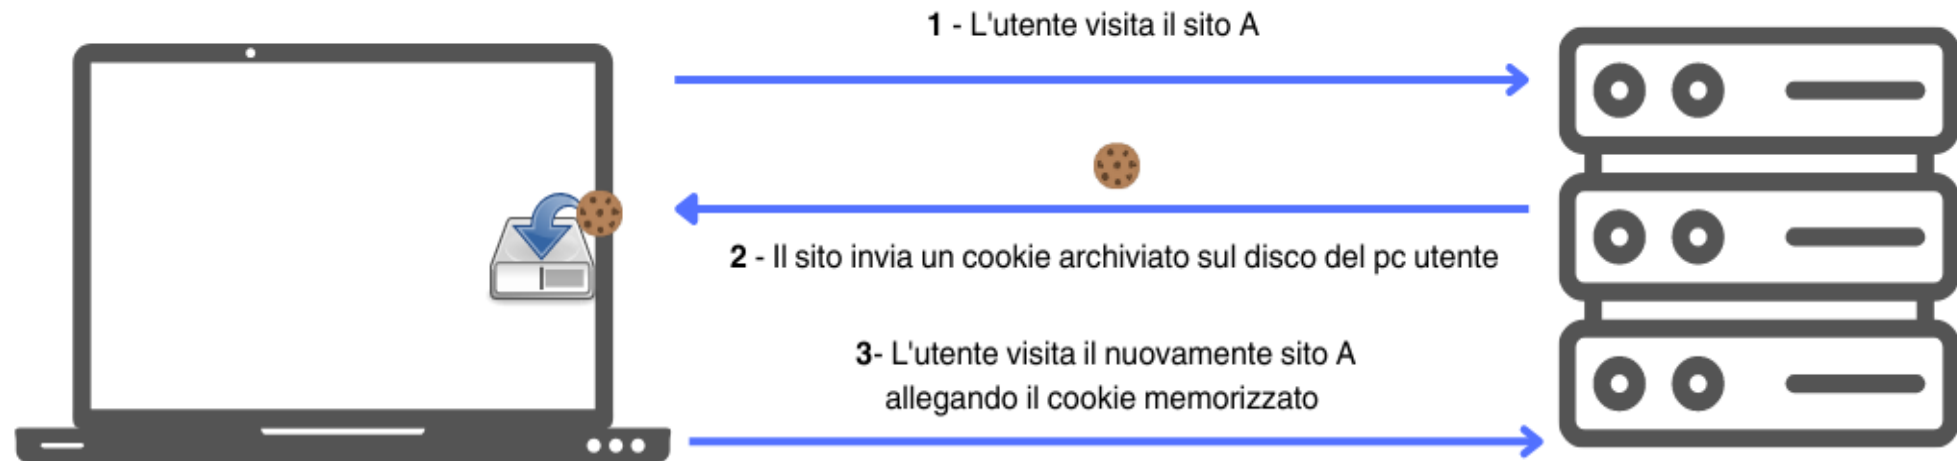 1 - L'utente visita il sito A
2 - Il sito invia un cookie archiviato sul disco del pc utente
3- L'utente visita il nuovamente sito A
allegando il cookie memorizzato